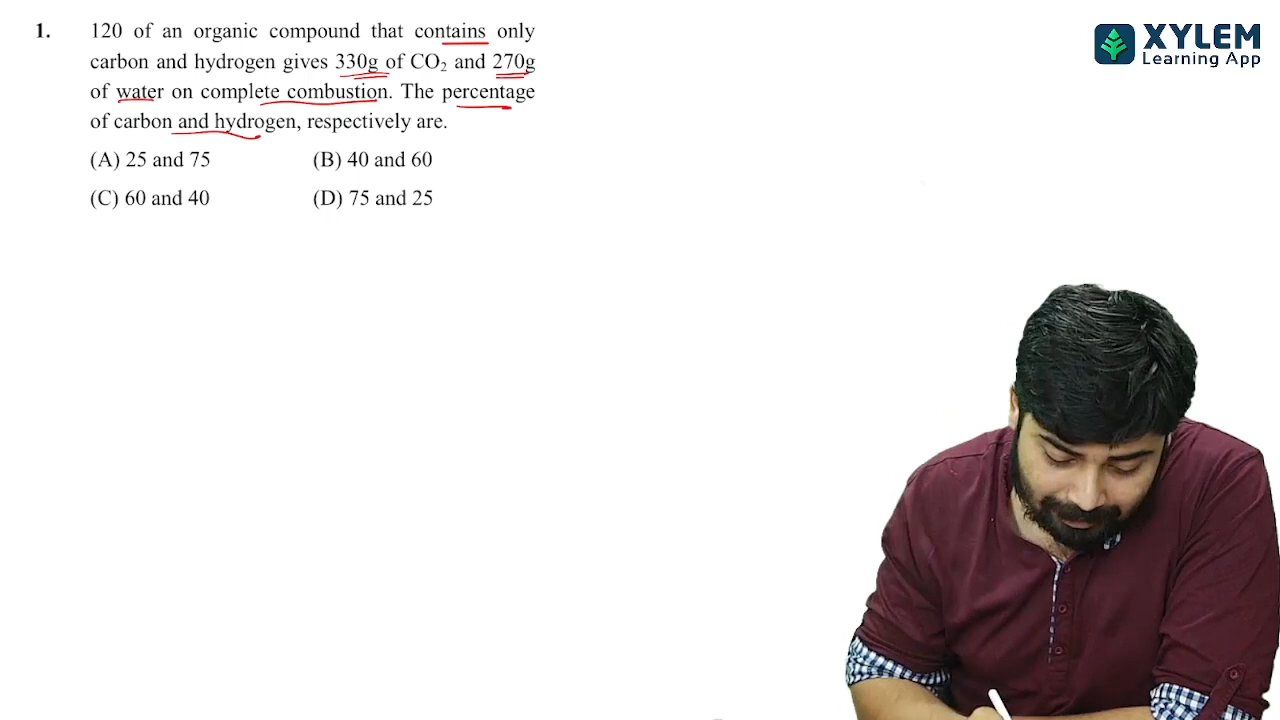 1. 120 of an organic compound that contains only
carbon and hydrogen gives 330g of CO₂ and 270g
of water on complete combustion. The percentage
of carbon and hydrogen, respectively are.
(A) 25 and 75 (B) 40 and 60
(C) 60 and 40 (D) 75 and 25
XYLEM
Learning App